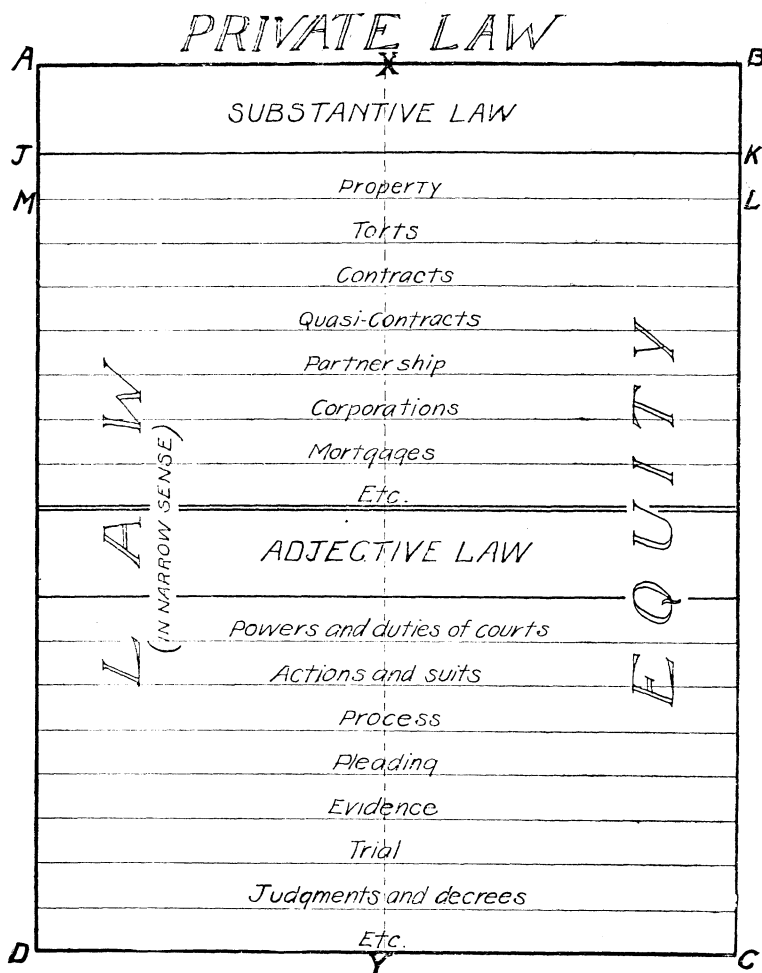 PRIVATE LAW
A X B
SUBSTANTIVE LAW
J K
Property
M L
Torts
Contracts
Quasi-Contracts
Partnership
Corporations
Mortgages
Etc.
LAW
(IN NARROW SENSE)
EQUITY
ADJECTIVE LAW
Powers and duties of courts
Actions and suits
Process
Pleading
Evidence
Trial
Judgments and decrees
Etc.
D Y C